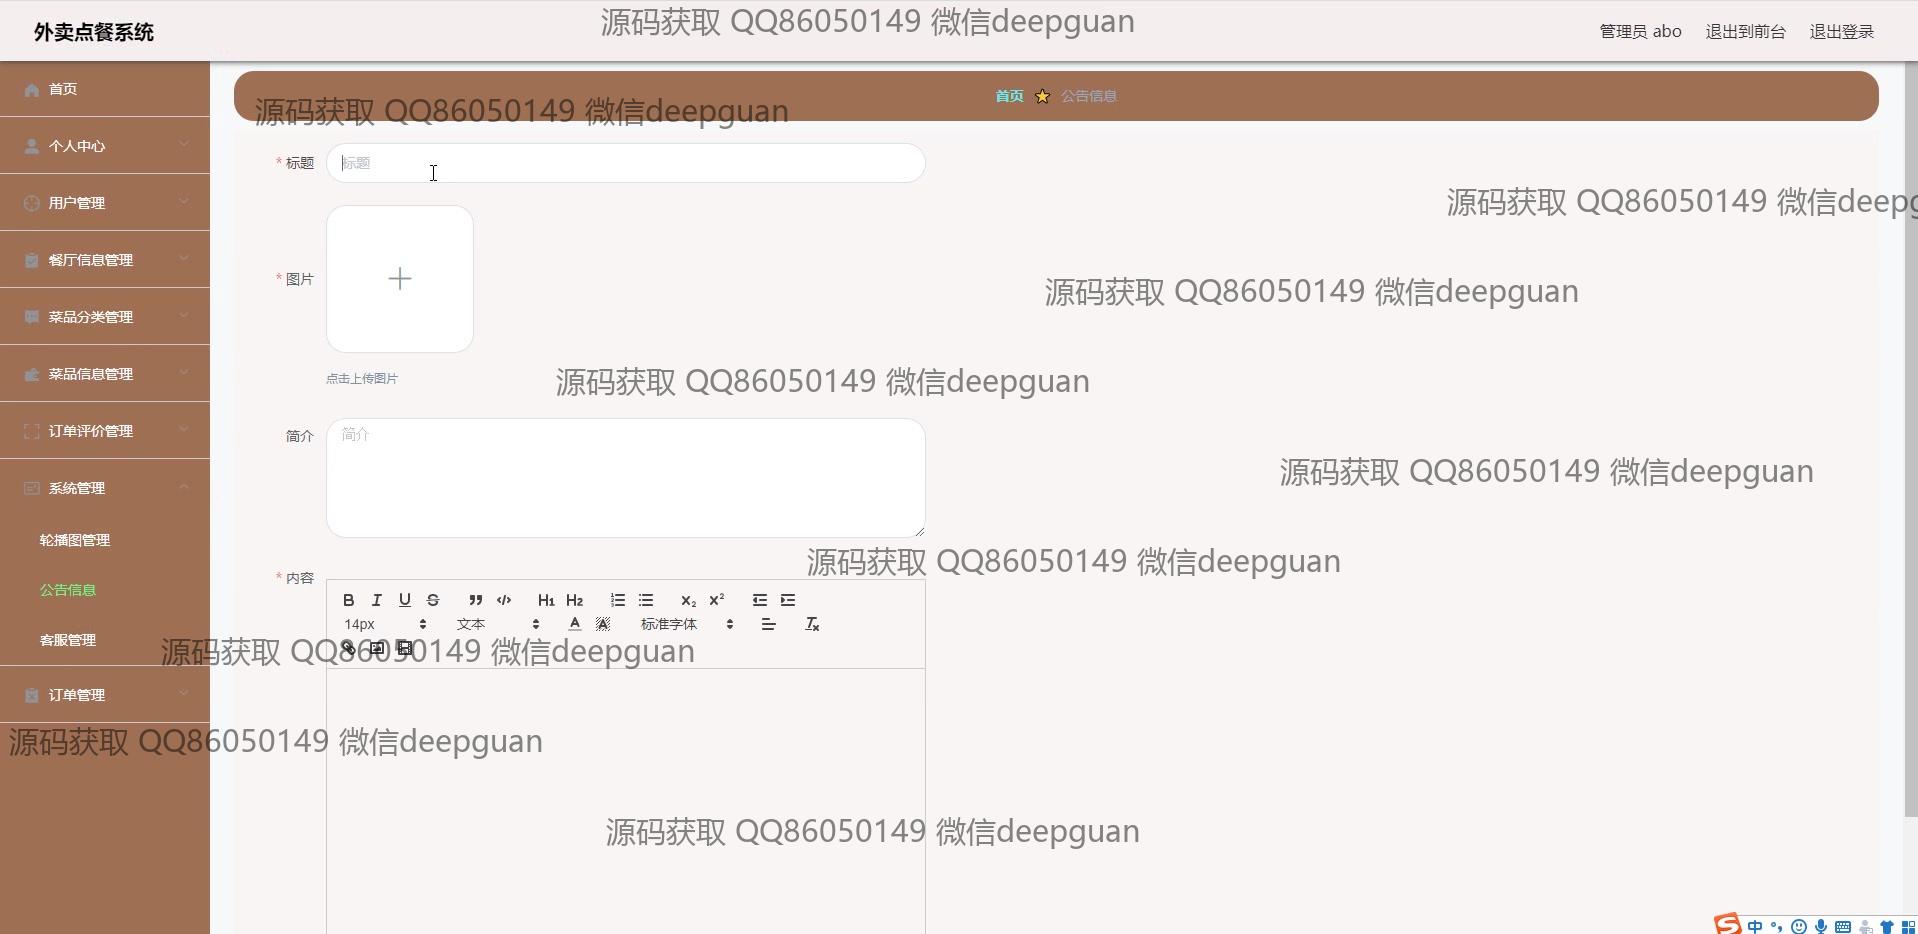 外卖点餐系统
源码获取 QQ86050149 微信deepguan
管理员 abo
退出到前台
退出登录
首页
个人中心
用户管理
餐厅信息管理
菜品分类管理
菜品信息管理
订单评价管理
系统管理
轮播图管理
公告信息
客服管理
订单管理
首页 公告信息
源码获取 QQ86050149 微信deepguan
* 标题
标题
源码获取 QQ86050149 微信deepg
* 图片
源码获取 QQ86050149 微信deepguan
点击上传图片
源码获取 QQ86050149 微信deepguan
简介
简介
源码获取 QQ86050149 微信deepguan
源码获取 QQ86050149 微信deepguan
* 内容
B I U S H1 H2 X2 X2
14px 文本 A A 标准字体 Tx
源码获取 QQ86050149 微信deepguan
源码获取 QQ86050149 微信deepguan
源码获取 QQ86050149 微信deepguan
中